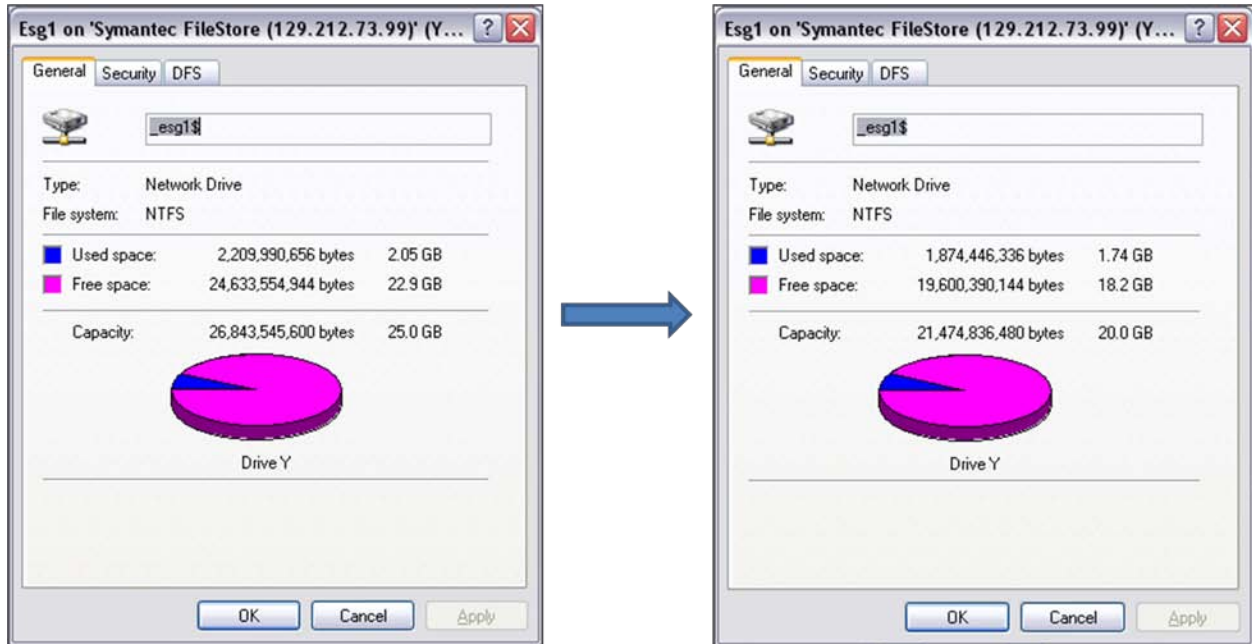 Esg1 on 'Symantec FileStore (129.212.73.99)' (Y...
General Security DFS
_esg1$
Type: Network Drive
File system: NTFS
Used space: 2,209,990,656 bytes 2.05 GB
Free space: 24,633,554,944 bytes 22.9 GB
Capacity: 26,843,545,600 bytes 25.0 GB
Drive Y
OK Cancel Apply
Esg1 on 'Symantec FileStore (129.212.73.99)' (Y...
General Security DFS
_esg1$
Type: Network Drive
File system: NTFS
Used space: 1,874,446,336 bytes 1.74 GB
Free space: 19,600,390,144 bytes 18.2 GB
Capacity: 21,474,836,480 bytes 20.0 GB
Drive Y
OK Cancel Apply